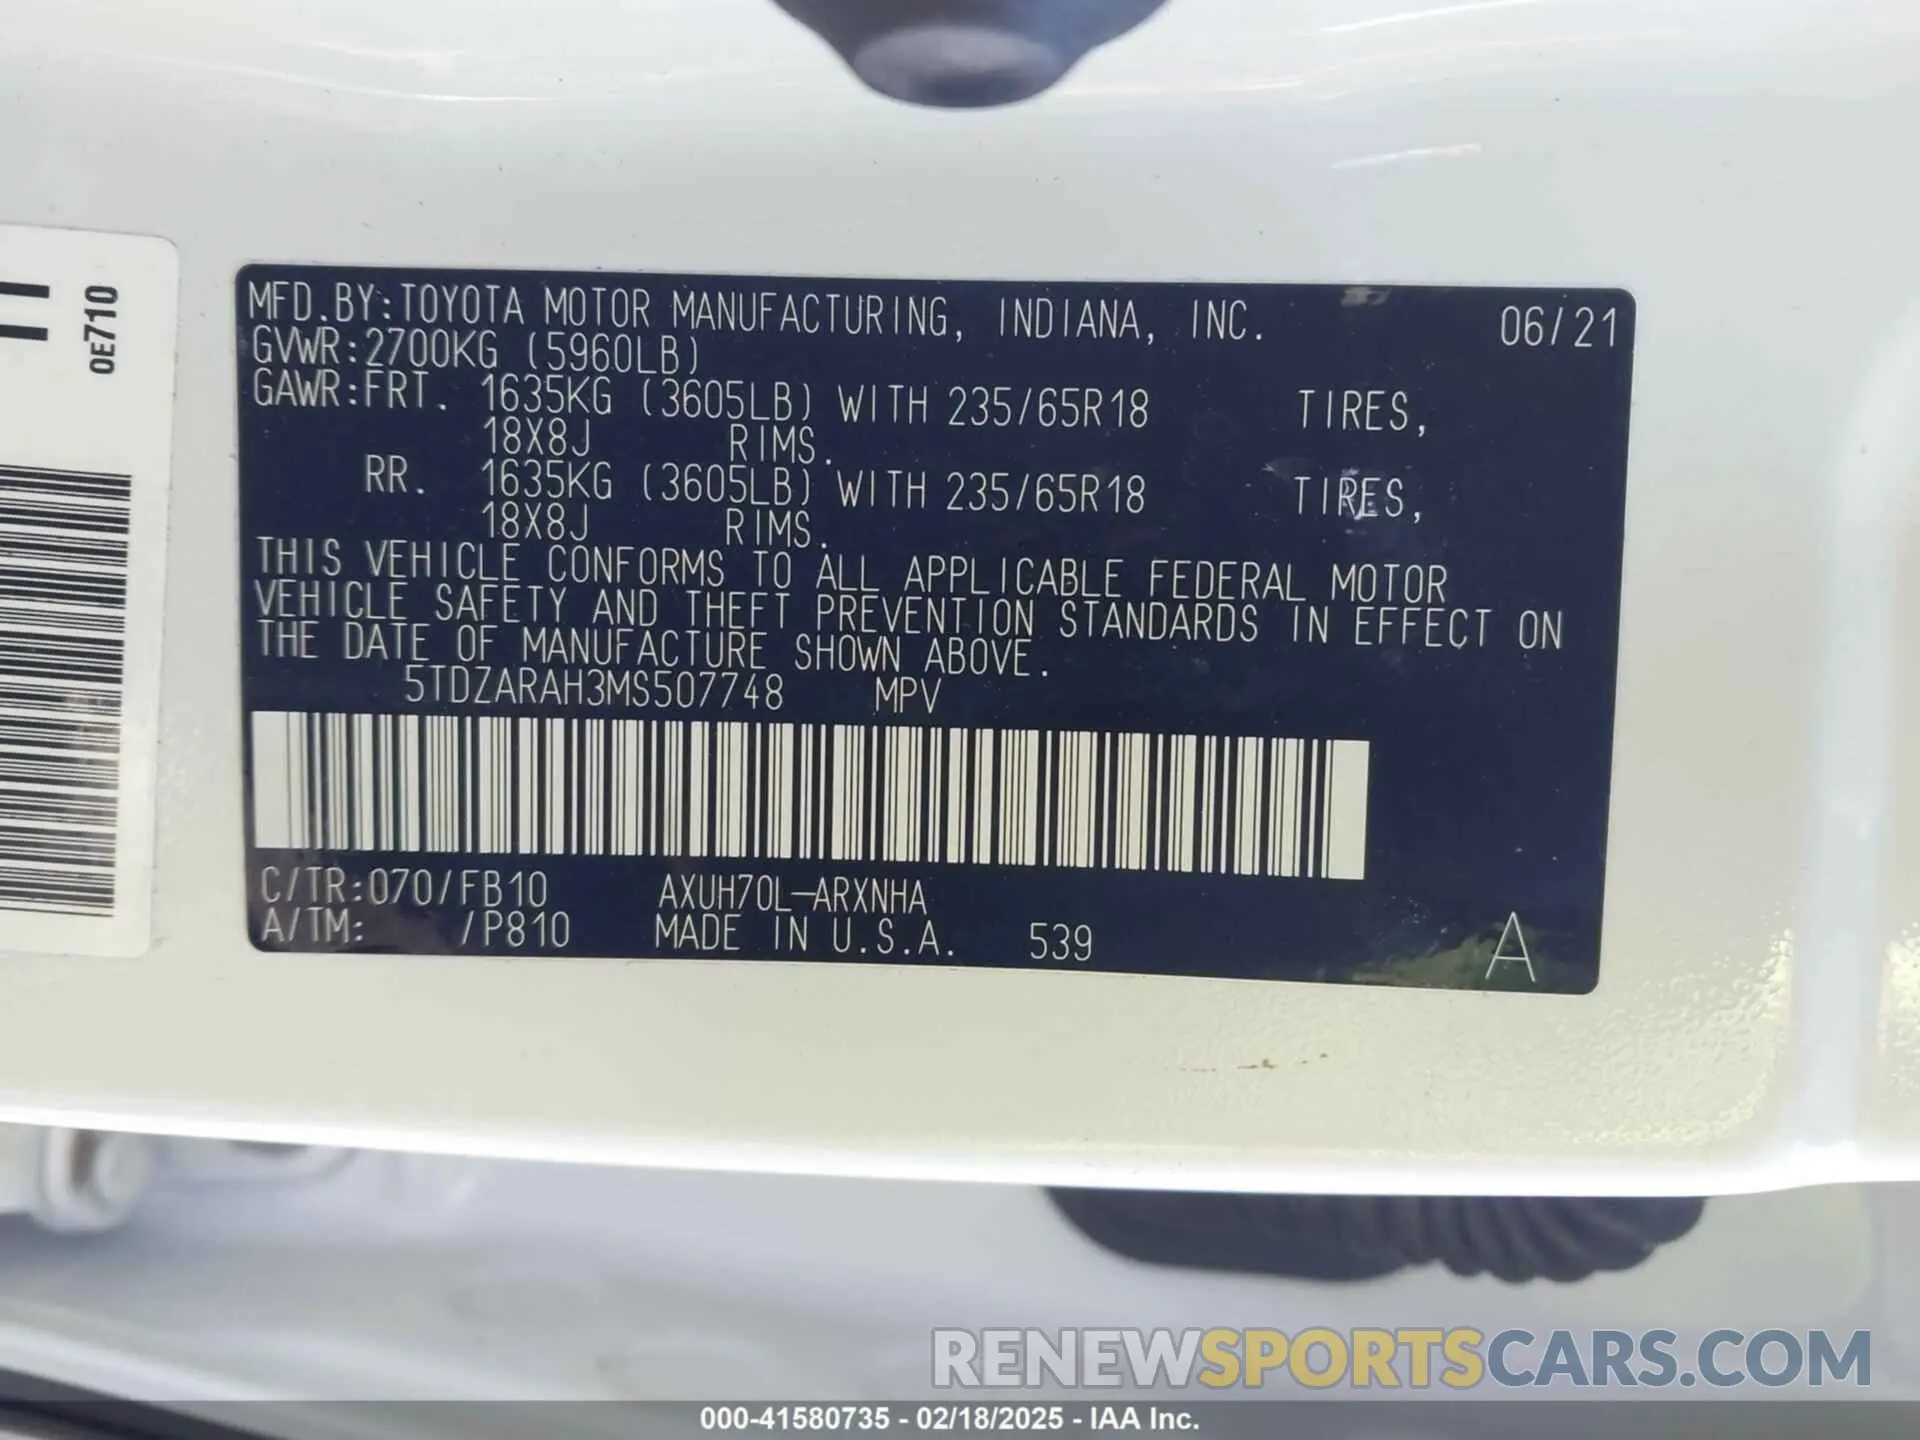 MFD.BY:TOYOTA MOTOR MANUFACTURING, INDIANA, INC. 06/21
GVWR:2700KG (5960LB)
GAWR:FRT. 1635KG (3605LB) WITH 235/65R18 TIRES,
18X8J RIMS.
RR. 1635KG (3605LB) WITH 235/65R18 TIRES,
18X8J RIMS.
THIS VEHICLE CONFORMS TO ALL APPLICABLE FEDERAL MOTOR
VEHICLE SAFETY AND THEFT PREVENTION STANDARDS IN EFFECT ON
THE DATE OF MANUFACTURE SHOWN ABOVE.
5TDZARAH3MS507748 MPV
C/TR:070/FB10 AXUH70L-ARXNHA
A/TM: /P810 MADE IN U.S.A. 539 A
0E710
RENEWSPORTSCARS.COM
000-41580735 - 02/18/2025 - IAA Inc.